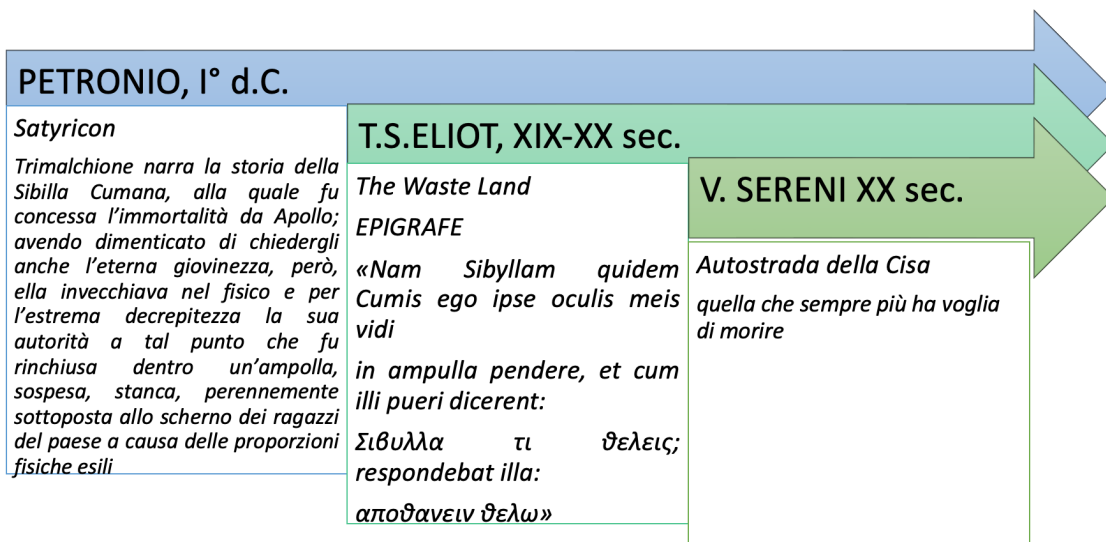 PETRONIO, I° d.C.
Satyricon
Trimalchione narra la storia della
Sibilla Cumana, alla quale fu
concessa l’immortalità da Apollo;
avendo dimenticato di chiedergli
anche l’eterna giovinezza, però,
ella invecchiava nel fisico e per
l’estrema decrepitezza la sua
autorità a tal punto che fu
rinchiusa dentro un’ampolla,
sospesa, stanca, perennemente
sottoposta allo scherno dei ragazzi
del paese a causa delle proporzioni
fisiche esili
T.S.ELIOT, XIX-XX sec.
The Waste Land
EPIGRAFE
«Nam Sibyllam quidem
Cumis ego ipse oculis meis
vidi
in ampulla pendere, et cum
illi pueri dicerent:
Σιβυλλα τι ϑελεις;
respondebat illa:
αποϑανειν ϑελω»
V. SERENI XX sec.
Autostrada della Cisa
quella che sempre più ha voglia
di morire